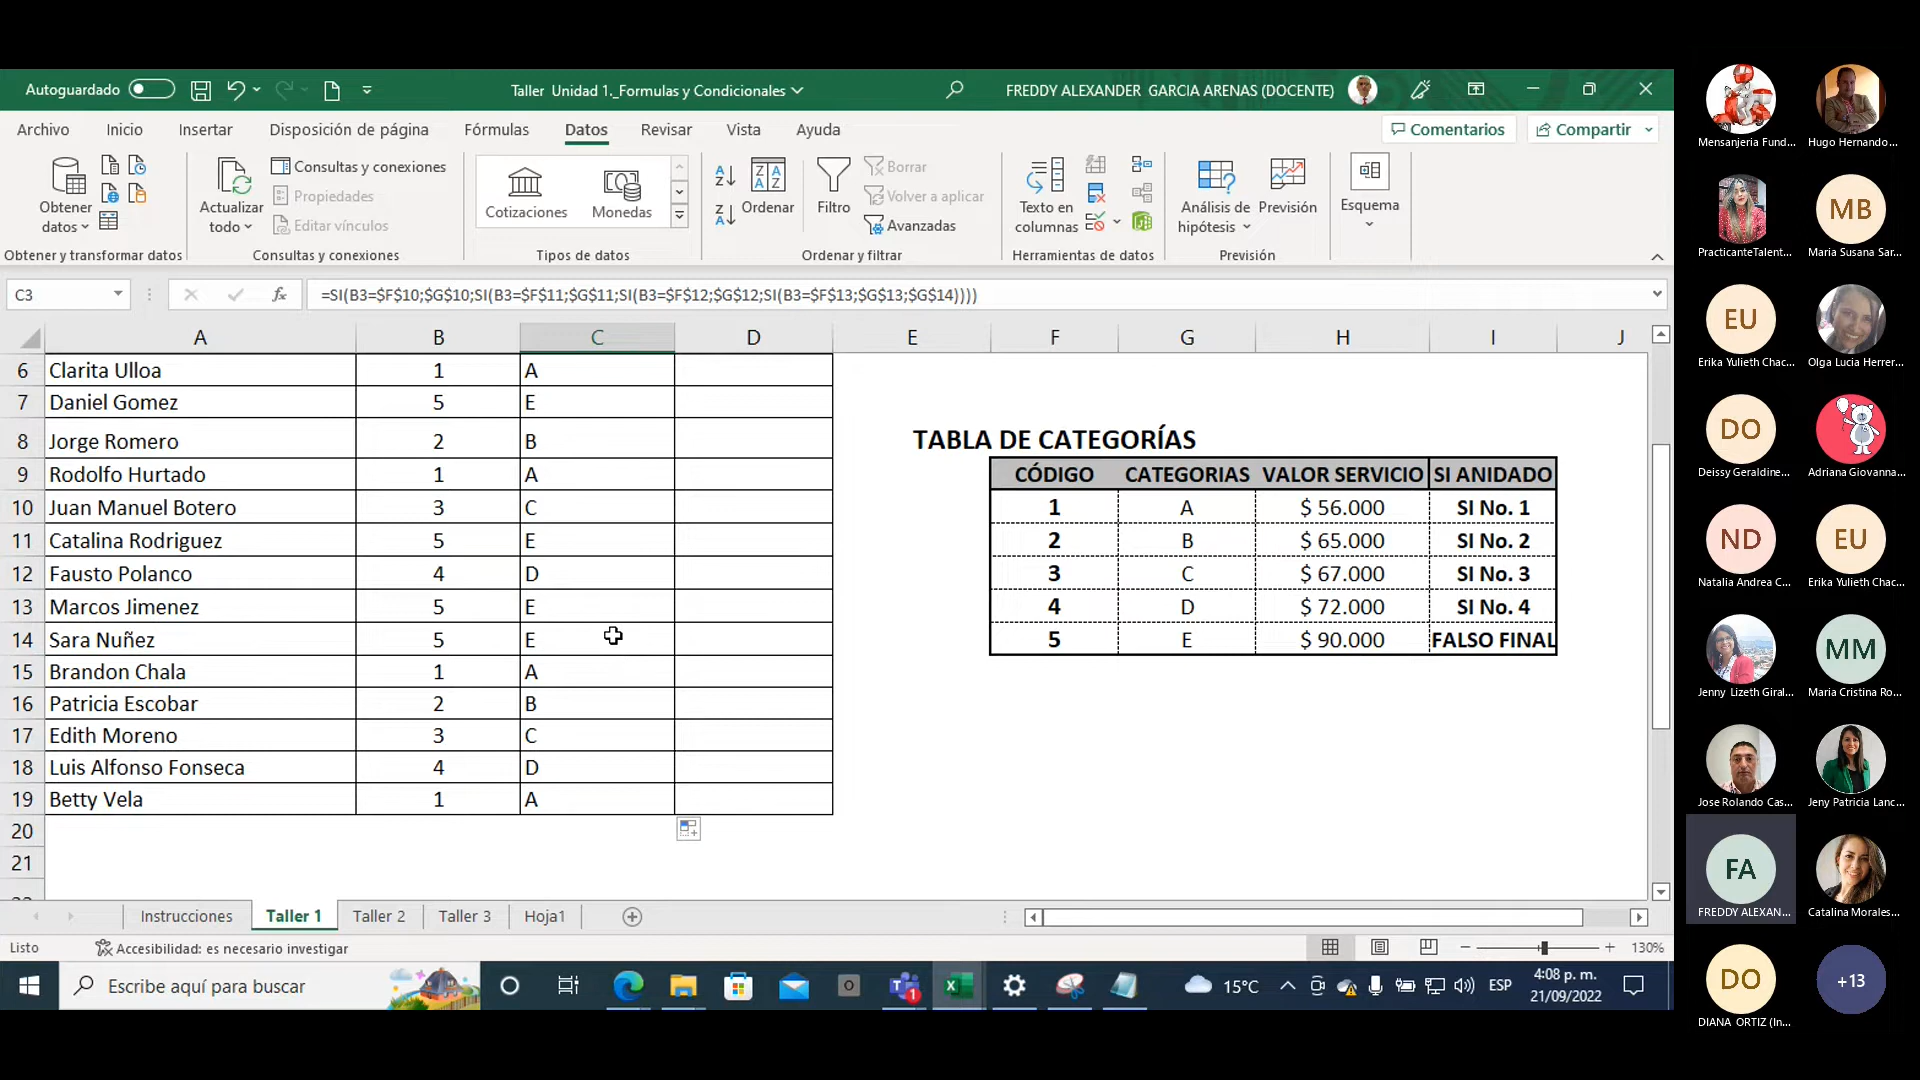 Autoguardado
Taller Unidad 1._Formulas y Condicionales
FREDDY ALEXANDER GARCIA ARENAS (DOCENTE)
Archivo Inicio Insertar Disposición de página Fórmulas Datos Revisar Vista Ayuda Comentarios Compartir
Obtener datos
Obtener y transformar datos
Actualizar todo
Consultas y conexiones
Propiedades
Editar vínculos
Consultas y conexiones
Cotizaciones Monedas
Tipos de datos
Ordenar
Filtro
Borrar
Volver a aplicar
Avanzadas
Ordenar y filtrar
Texto en columnas
Herramientas de datos
Análisis de hipótesis
Previsión
Previsión
Esquema
C3
fx
=SI(B3=$F$10;$G$10;SI(B3=$F$11;$G$11;SI(B3=$F$12;$G$12;SI(B3=$F$13;$G$13;$G$14))))
A B C D E F G H I J
6 Clarita Ulloa 1 A
7 Daniel Gomez 5 E
8 Jorge Romero 2 B
9 Rodolfo Hurtado 1 A
10 Juan Manuel Botero 3 C
11 Catalina Rodriguez 5 E
12 Fausto Polanco 4 D
13 Marcos Jimenez 5 E
14 Sara Nuñez 5 E
15 Brandon Chala 1 A
16 Patricia Escobar 2 B
17 Edith Moreno 3 C
18 Luis Alfonso Fonseca 4 D
19 Betty Vela 1 A
20
21
TABLA DE CATEGORÍAS
CÓDIGO CATEGORIAS VALOR SERVICIO SI ANIDADO
1 A $ 56.000 SI No. 1
2 B $ 65.000 SI No. 2
3 C $ 67.000 SI No. 3
4 D $ 72.000 SI No. 4
5 E $ 90.000 FALSO FINAL
Instrucciones Taller 1 Taller 2 Taller 3 Hoja1
Listo Accesibilidad: es necesario investigar 130%
Escribe aquí para buscar
1
15°C
ESP
4:08 p. m.
21/09/2022
Mensanjeria Fund...
Hugo Hernando...
PracticanteTalent...
MB
Maria Susana Sar...
EU
Erika Yulieth Chac...
Olga Lucia Herrer...
DO
Deissy Geraldine...
Adriana Giovanna...
ND
Natalia Andrea C...
EU
Erika Yulieth Chac...
Jenny Lizeth Giral...
MM
Maria Cristina Ro...
Jose Rolando Cas...
Jeny Patricia Lanc...
FA
FREDDY ALEXAN...
Catalina Morales...
DO
DIANA ORTIZ (In...
+13